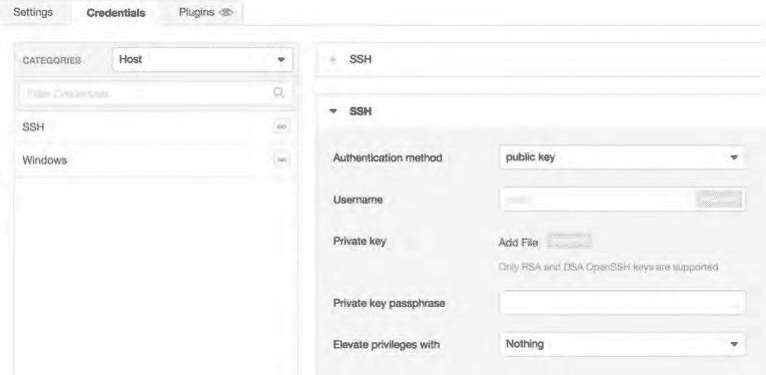 Settings Credentials Plugins
CATEGORIES Host
SSH
SSH
Windows
SSH
Authentication method public key
Username
Private key Add File
Only RSA and DSA OpenSSH keys are supported
Private key passphrase
Elevate privileges with Nothing